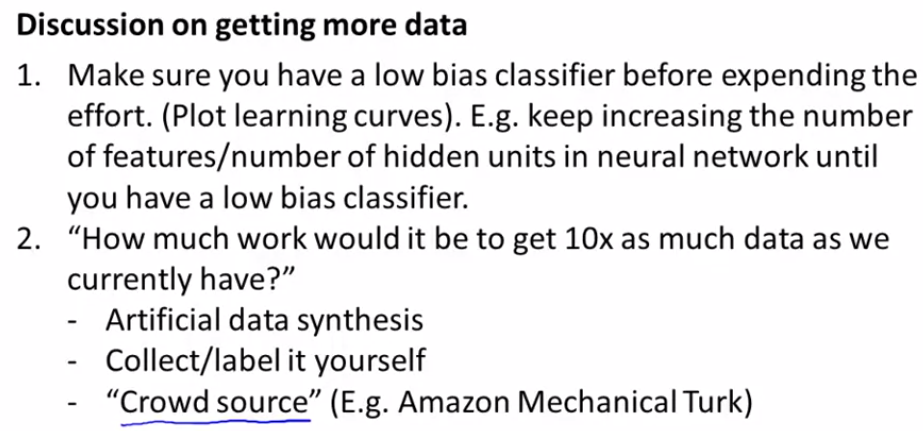 Discussion on getting more data
1. Make sure you have a low bias classifier before expending the
effort. (Plot learning curves). E.g. keep increasing the number
of features/number of hidden units in neural network until
you have a low bias classifier.
2. “How much work would it be to get 10x as much data as we
currently have?”
- Artificial data synthesis
- Collect/label it yourself
- “Crowd source” (E.g. Amazon Mechanical Turk)